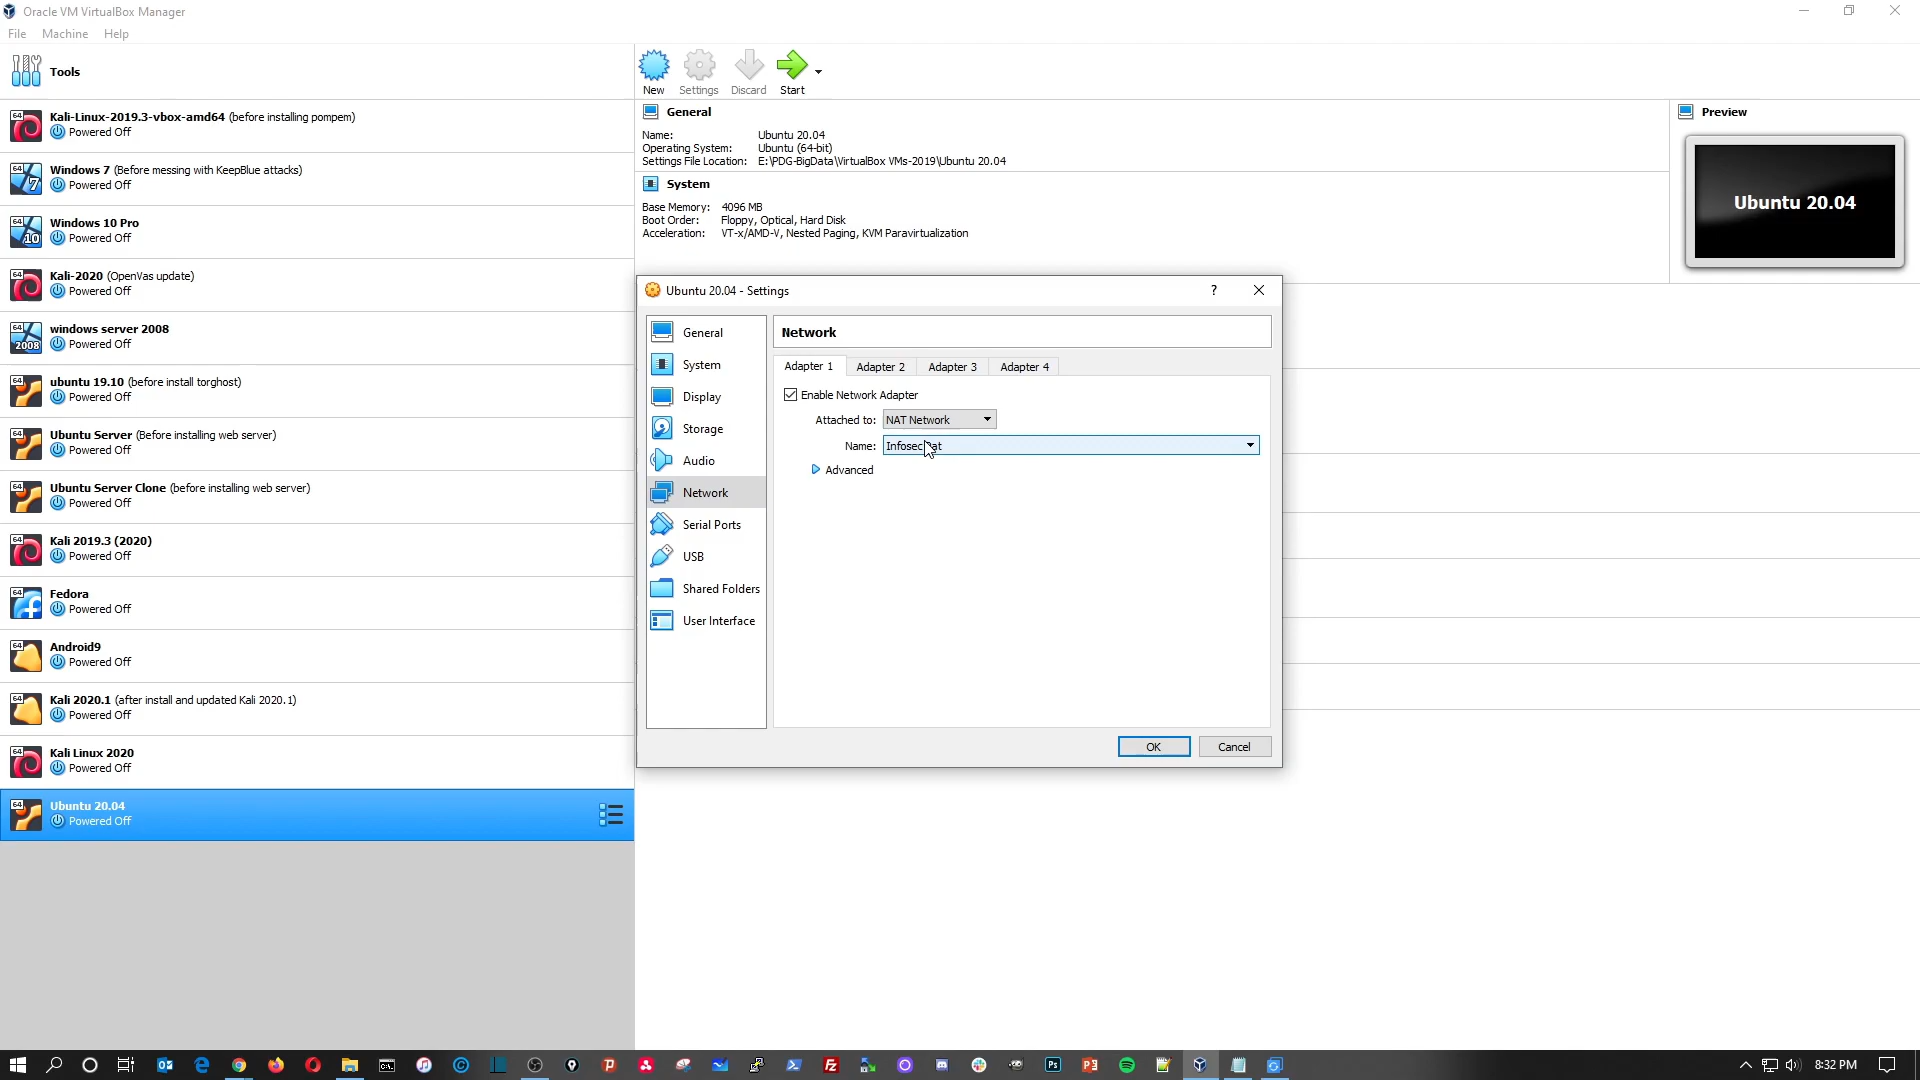 Oracle VM VirtualBox Manager
File Machine Help
Tools
New Settings Discard Start
Kali-Linux-2019.3-vbox-amd64 (before installing pompem)
Powered Off
Windows 7 (Before messing with KeepBlue attacks)
Powered Off
Windows 10 Pro
Powered Off
Kali-2020 (OpenVas update)
Powered Off
windows server 2008
Powered Off
ubuntu 19.10 (before install torghost)
Powered Off
Ubuntu Server (Before installing web server)
Powered Off
Ubuntu Server Clone (before installing web server)
Powered Off
Kali 2019.3 (2020)
Powered Off
Fedora
Powered Off
Android9
Powered Off
Kali 2020.1 (after install and updated Kali 2020.1)
Powered Off
Kali Linux 2020
Powered Off
Ubuntu 20.04
Powered Off
General
Name: Ubuntu 20.04
Operating System: Ubuntu (64-bit)
Settings File Location: E:\PDG-BigData\VirtualBox VMs-2019\Ubuntu 20.04
System
Base Memory: 4096 MB
Boot Order: Floppy, Optical, Hard Disk
Acceleration: VT-x/AMD-V, Nested Paging, KVM Paravirtualization
Preview
Ubuntu 20.04
Ubuntu 20.04 - Settings
General
System
Display
Storage
Audio
Network
Serial Ports
USB
Shared Folders
User Interface
Network
Adapter 1 Adapter 2 Adapter 3 Adapter 4
Enable Network Adapter
Attached to: NAT Network
Name:
Advanced
OK Cancel
8:32 PM